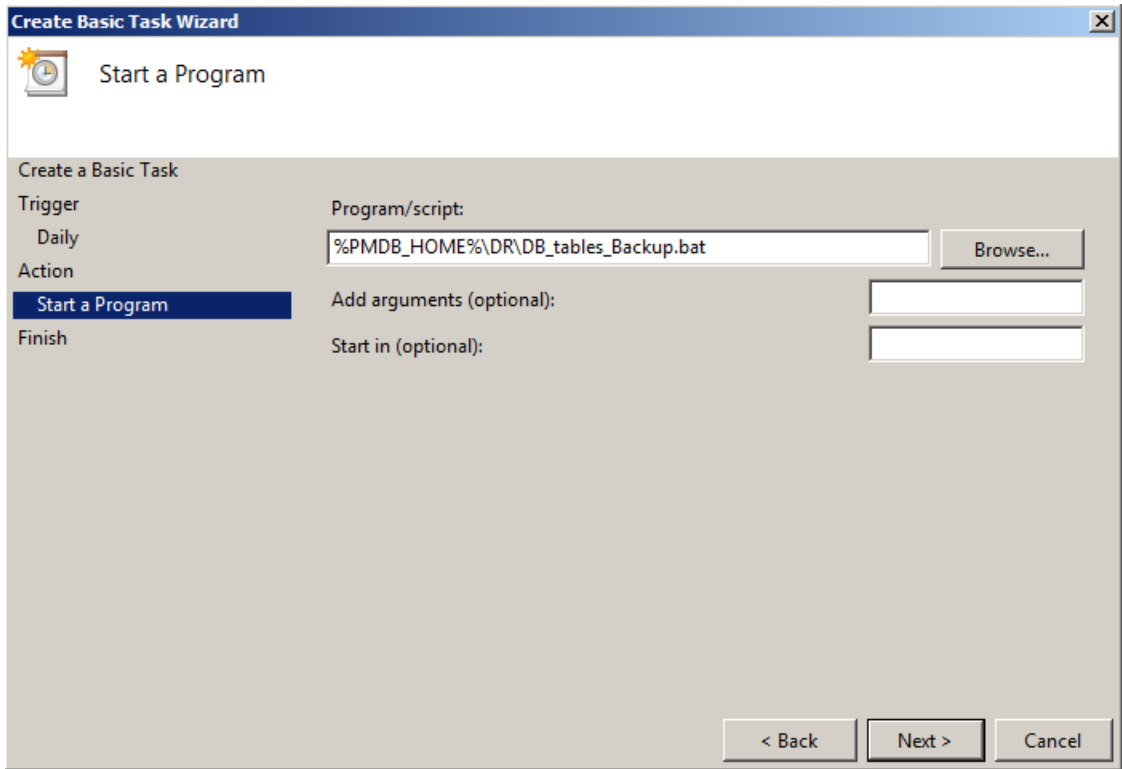 Create Basic Task Wizard
Start a Program
Create a Basic Task
Trigger
Daily
Action
Start a Program
Finish
Program/script:
%PMDB_HOME%\DR\DB_tables_Backup.bat
Browse...
Add arguments (optional):
Start in (optional):
< Back
Next >
Cancel